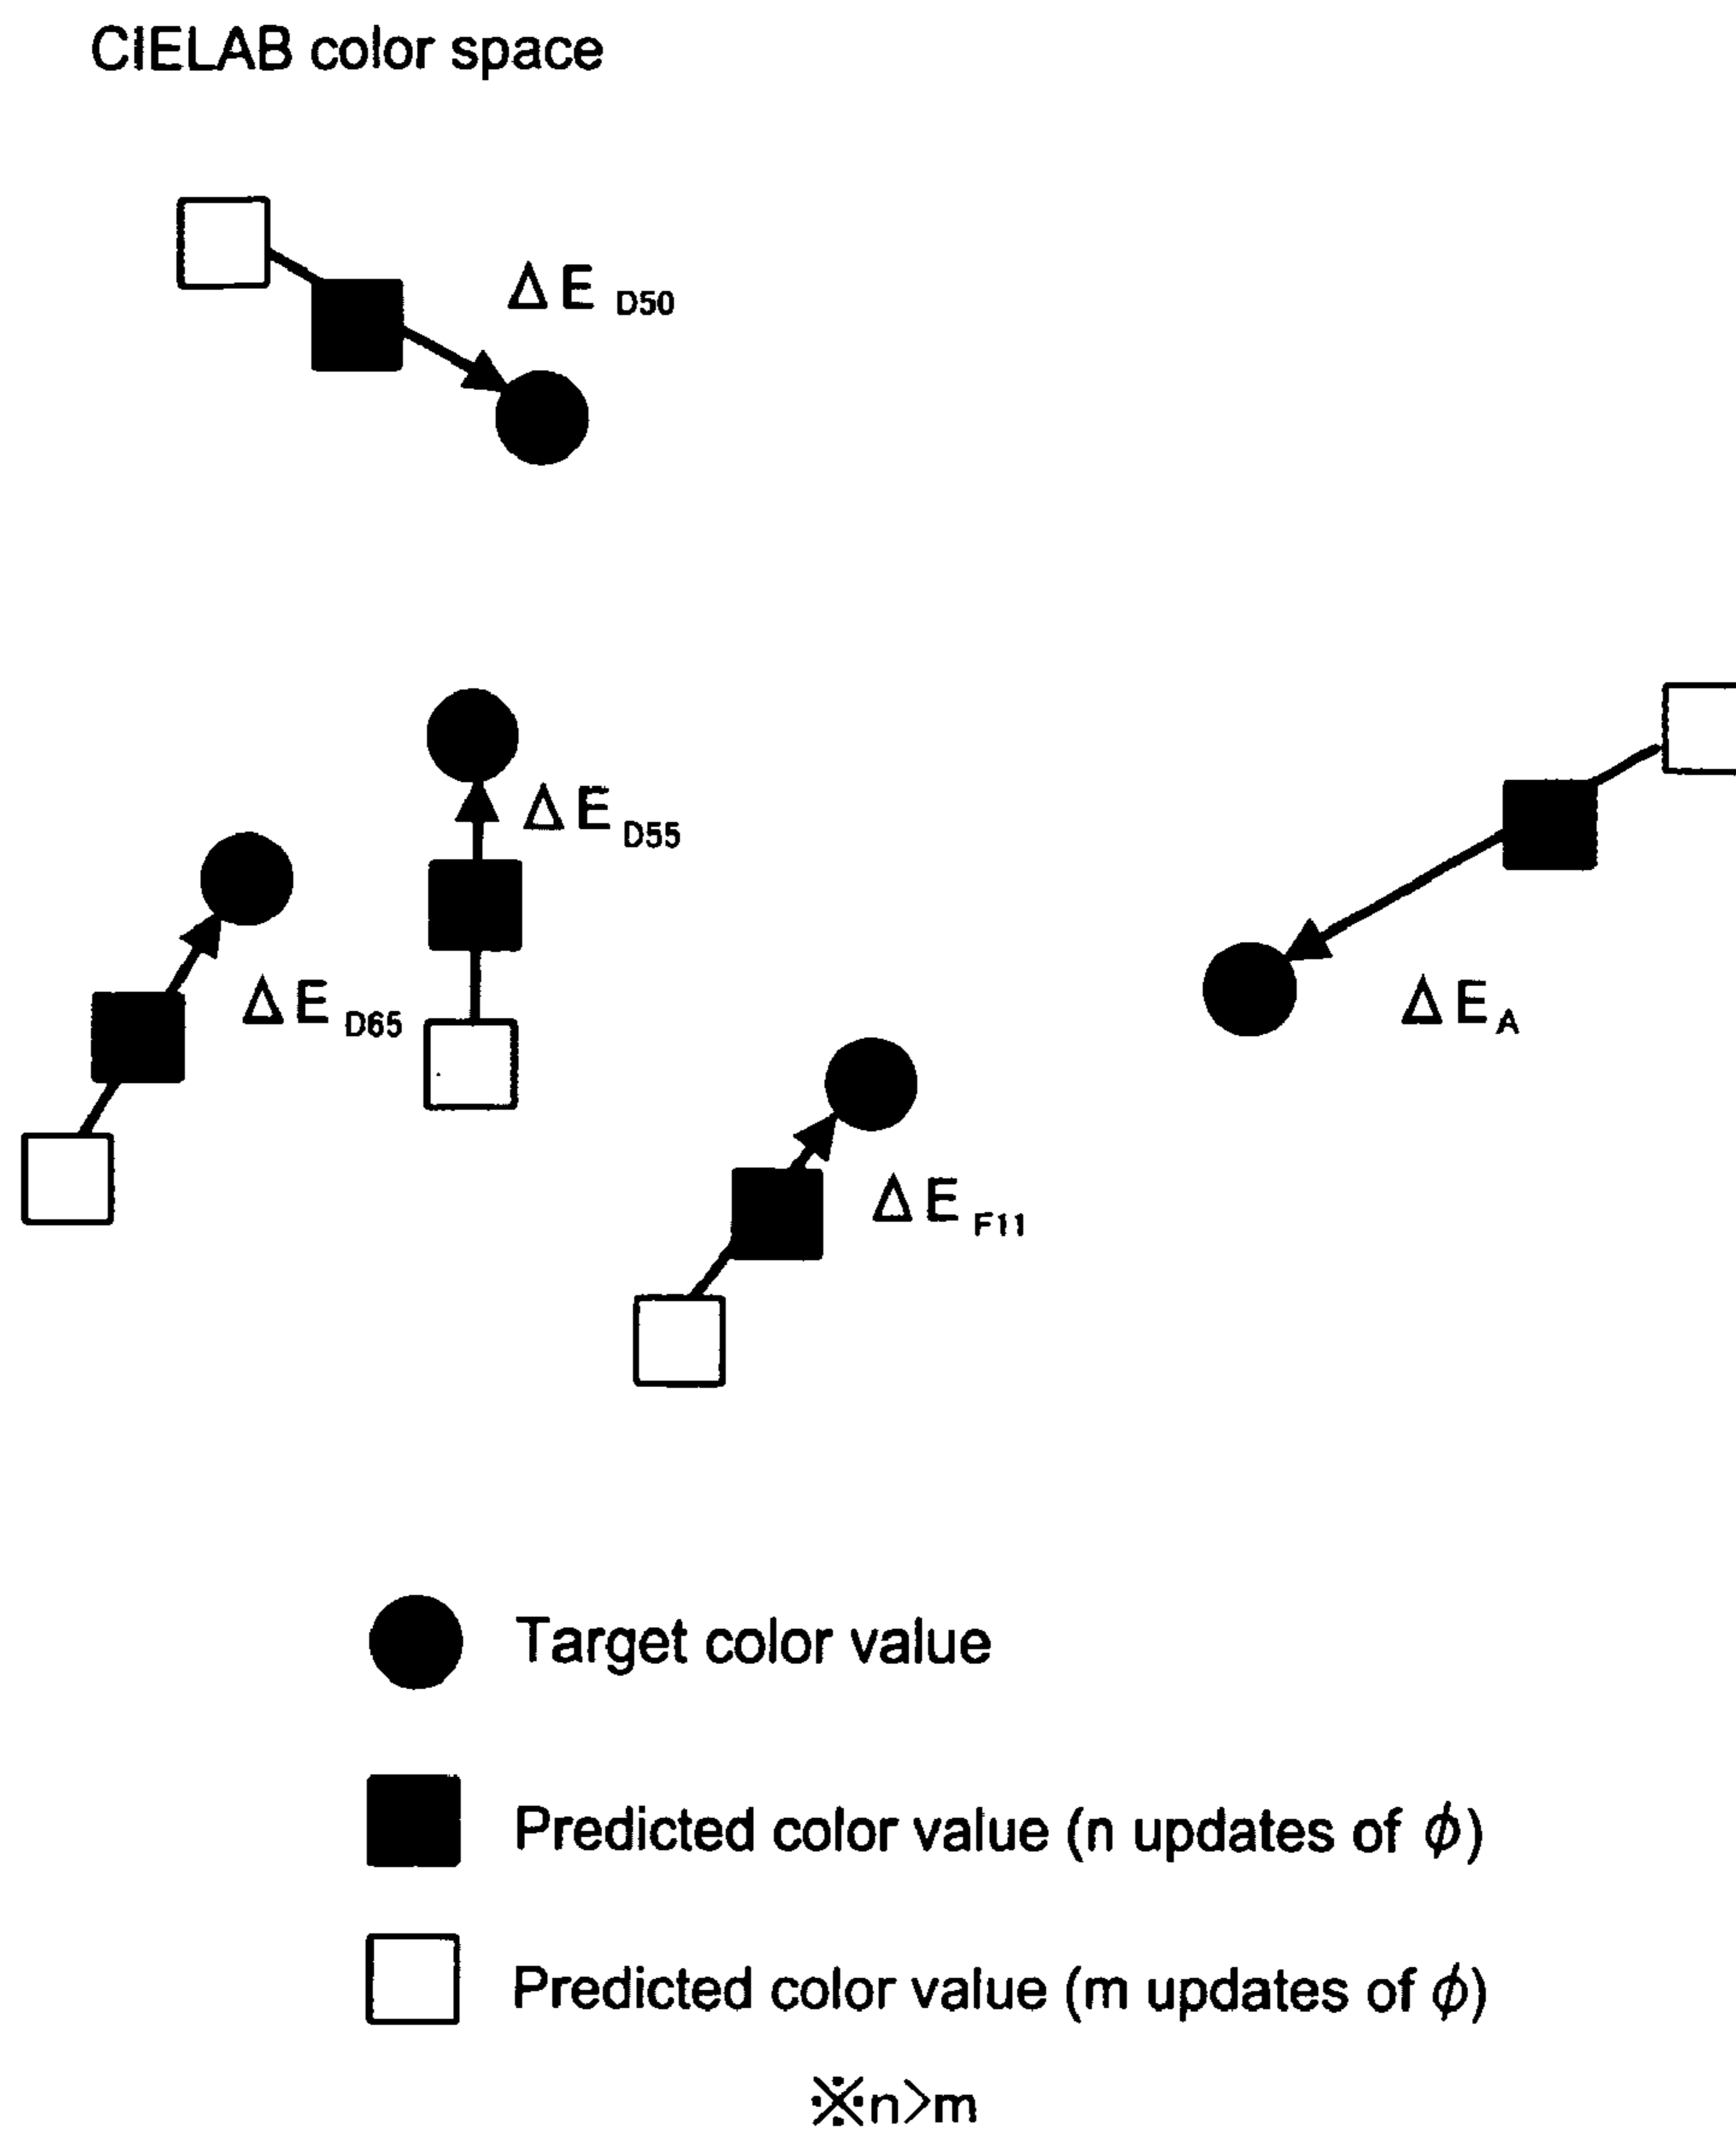 CIELAB color space
ΔE D50
ΔE D55
ΔE D65
ΔE A
ΔE F11
Target color value
Predicted color value (n updates of ϕ)
Predicted color value (m updates of ϕ)
※n>m